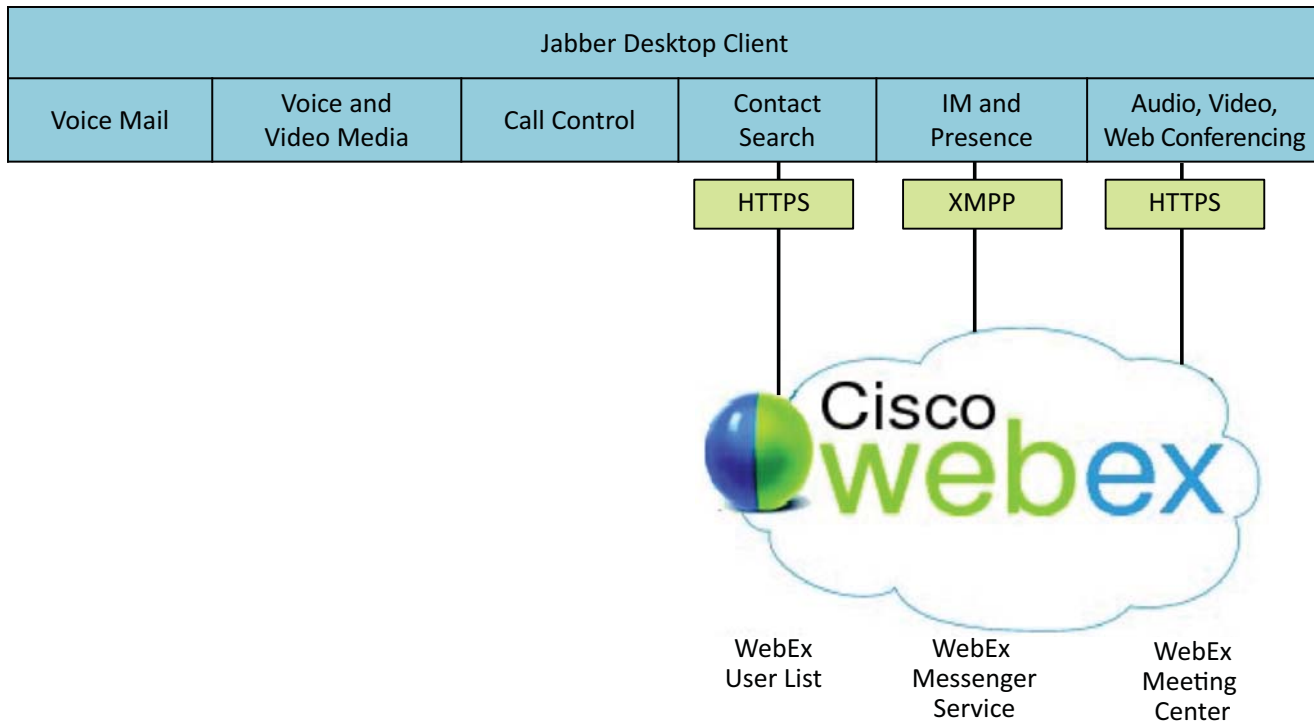 Jabber Desktop Client
Voice Mail
Voice and
Video Media
Call Control
Contact
Search
IM and
Presence
Audio, Video,
Web Conferencing
HTTPS
XMPP
HTTPS
Cisco
webex
WebEx
User List
WebEx
Messenger
Service
WebEx
Meeting
Center